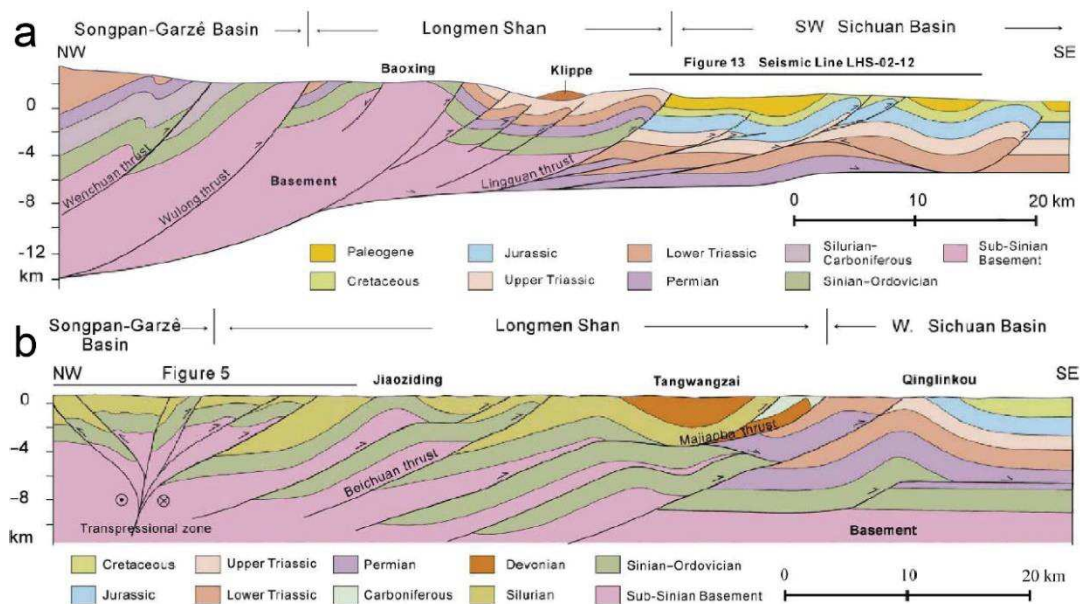 a
Songpan-Garzê Basin
Longmen Shan
SW Sichuan Basin
NW
Baoxing
Klippe
Figure 13 Seismic Line LHS-02-12
SE
0
-4
-8
-12
km
Wenchuan thrust
Wulong thrust
Basement
Lingguan thrust
0 10 20 km
Paleogene
Jurassic
Lower Triassic
Silurian-Carboniferous
Sub-Sinian Basement
Cretaceous
Upper Triassic
Permian
Sinian-Ordovician
b
Songpan-Garzê Basin
Longmen Shan
W. Sichuan Basin
NW
Figure 5
Jiaoziding
Tangwangzai
Qinglinkou
SE
0
-4
-8
km
Beichuan thrust
Majiaoba thrust
Transpressional zone
Basement
Cretaceous
Upper Triassic
Permian
Devonian
Sinian-Ordovician
Jurassic
Lower Triassic
Carboniferous
Silurian
Sub-Sinian Basement
0 10 20 km